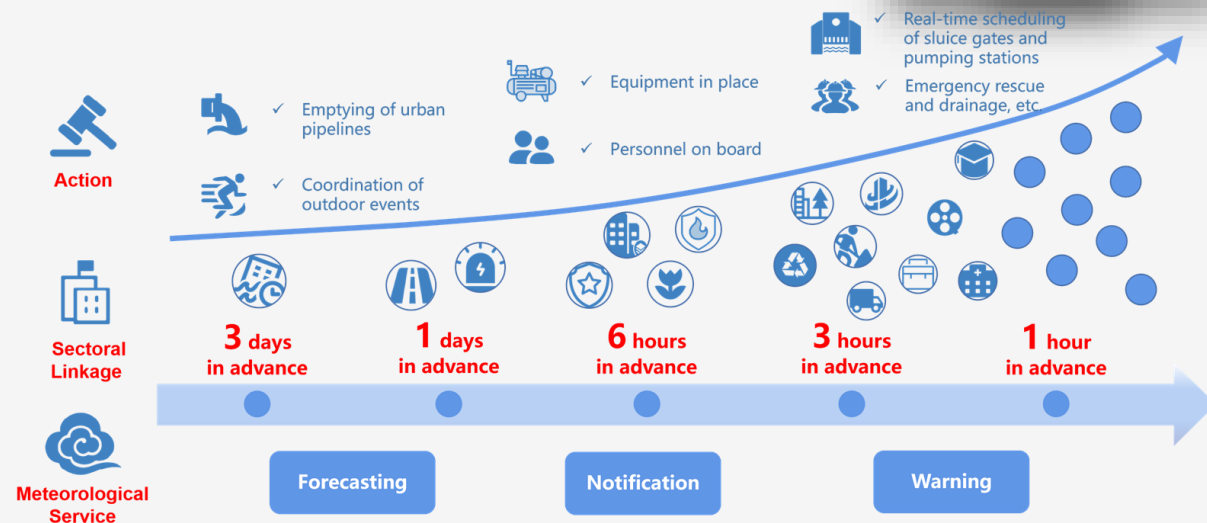 Action
✓ Emptying of urban
pipelines
✓ Coordination of
outdoor events
✓ Equipment in place
✓ Personnel on board
✓ Real-time scheduling
of sluice gates and
pumping stations
✓ Emergency rescue
and drainage, etc.
Sectoral
Linkage
3 days
in advance
1 days
in advance
6 hours
in advance
3 hours
in advance
1 hour
in advance
Meteorological
Service
Forecasting
Notification
Warning